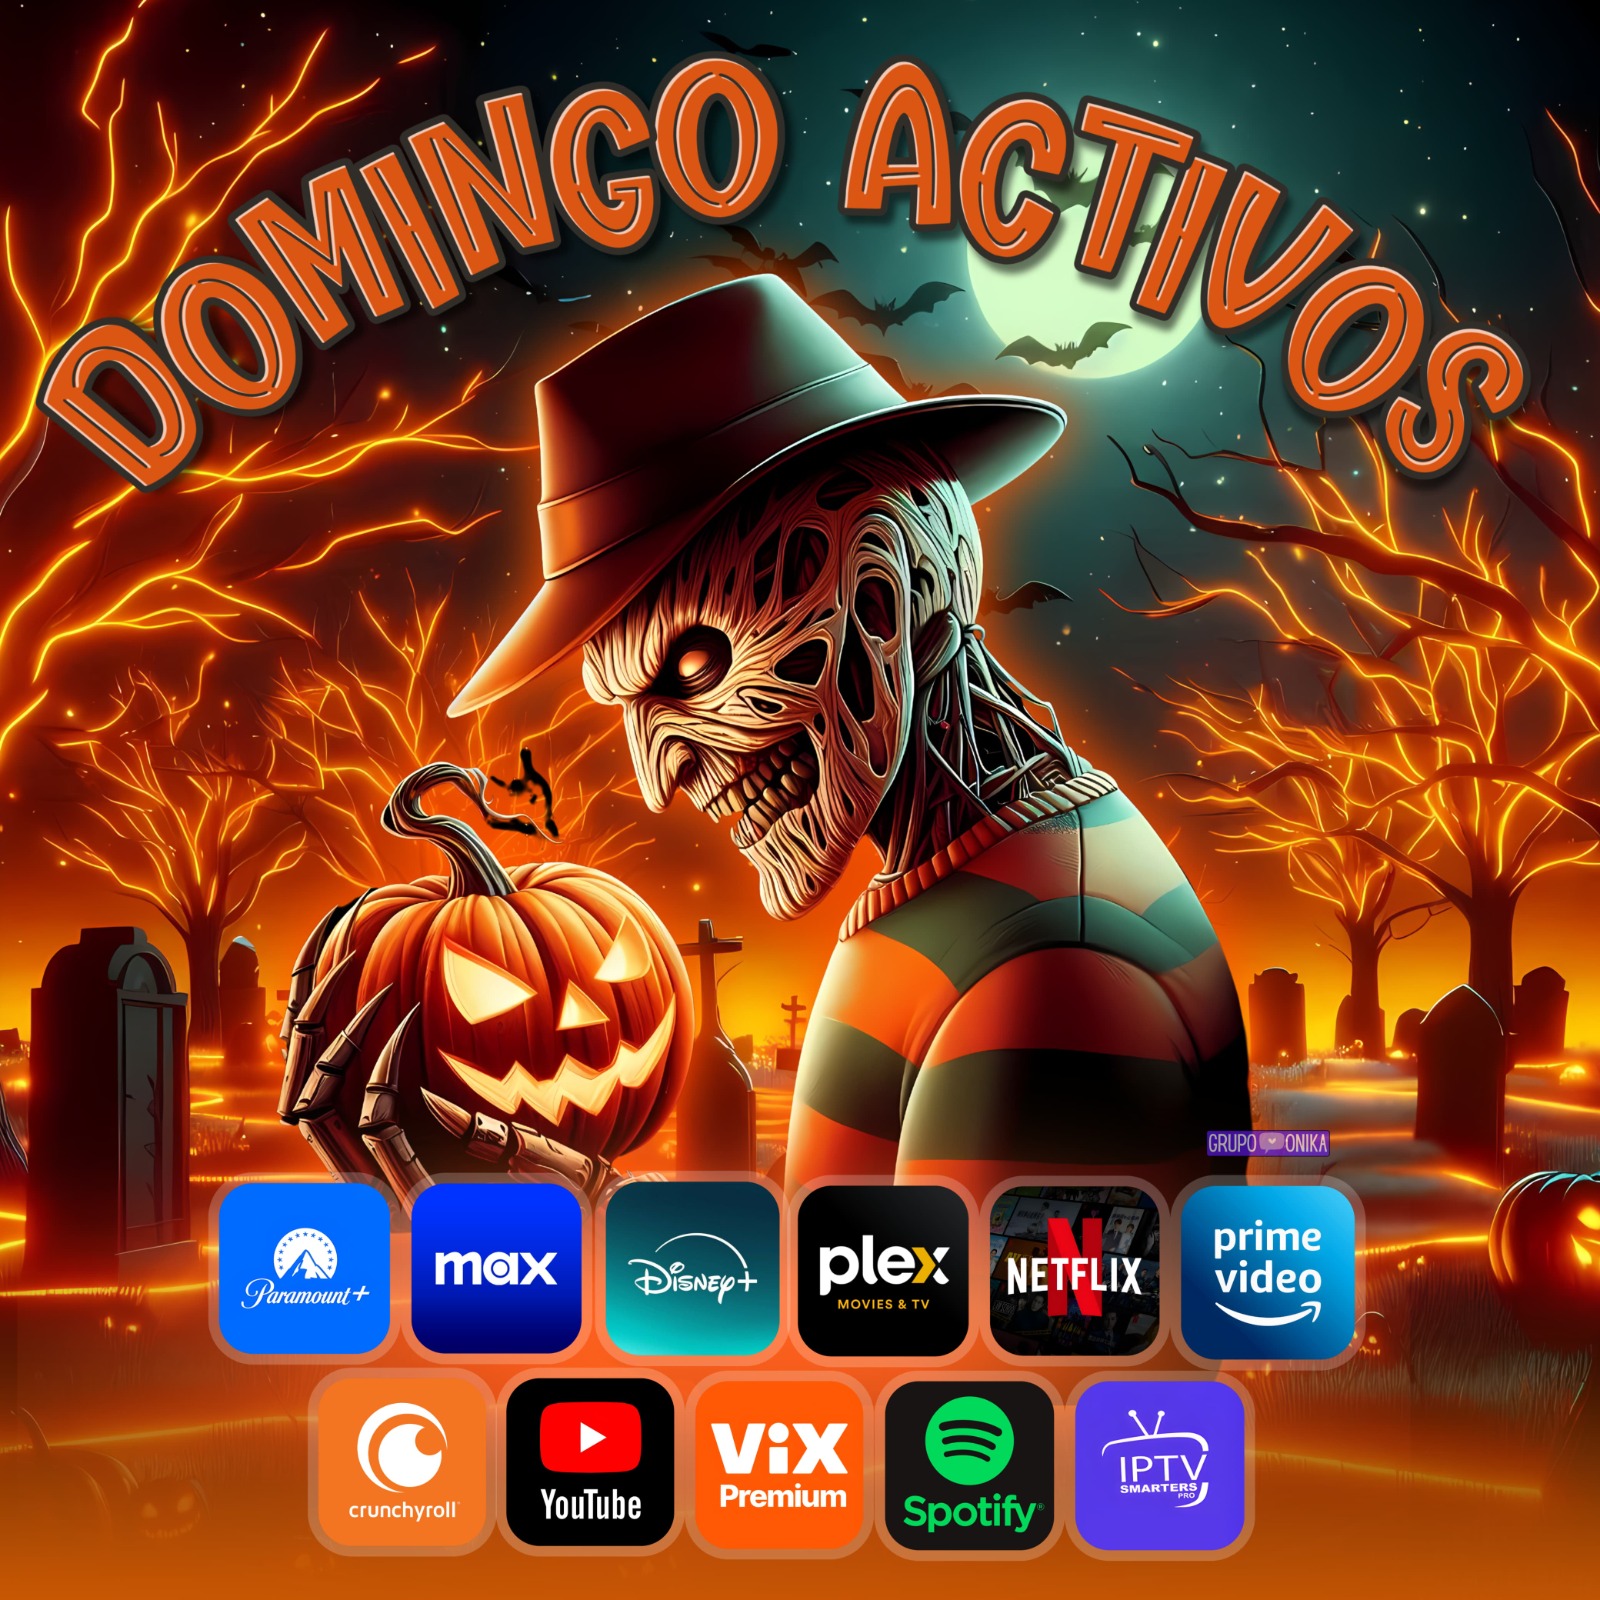 DOMINGO ACTIVOS
GRUPO ONIKA
Paramount+
max
Disney+
plex
MOVIES & TV
NETFLIX
prime
video
crunchyroll
YouTube
ViX
Premium
Spotify®
IPTV
SMARTERS
PRO